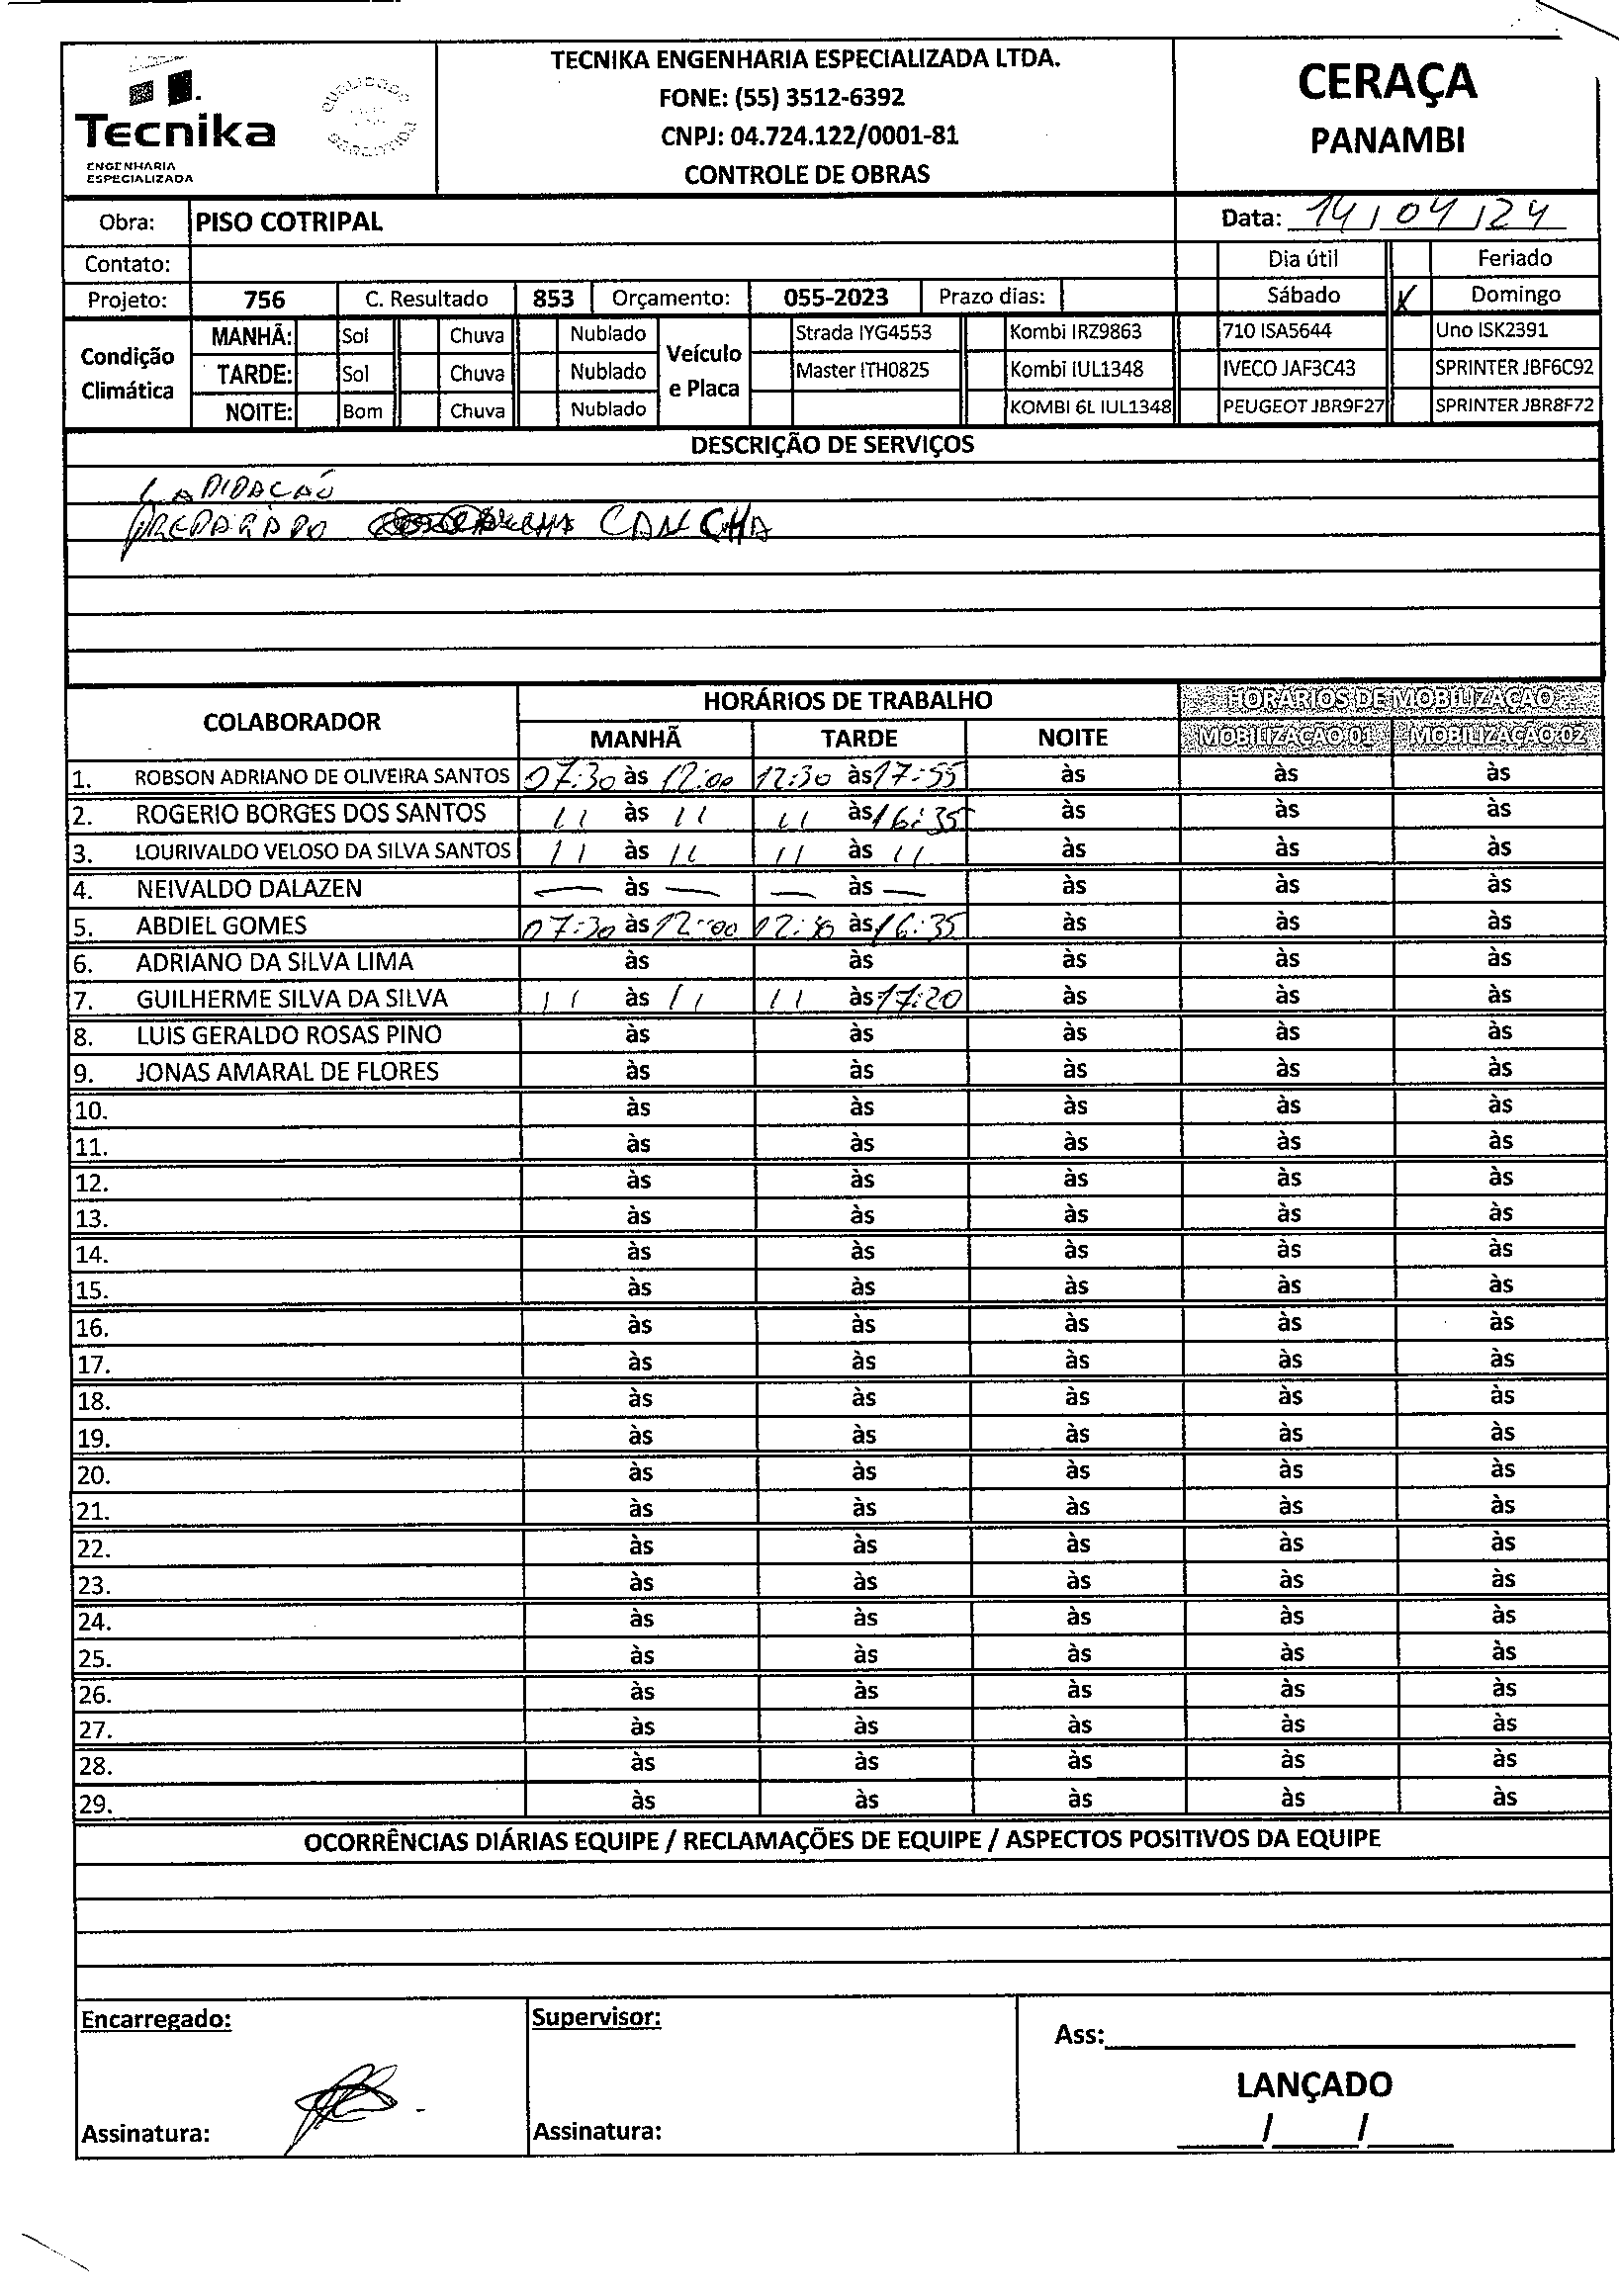 TECNIKA ENGENHARIA ESPECIALIZADA LTDA.
FONE: (55) 3512-6392
CNPJ: 04.724.122/0001-81
CONTROLE DE OBRAS
Tecnika
ENGENHARIA
ESPECIALIZADA
QUALIDADE
GARANTIDA
CERAÇA
PANAMBI
Obra: PISO COTRIPAL Data: 14/04/24
Contato: Dia útil Feriado
Projeto: 756 C. Resultado 853 Orçamento: 055-2023 Prazo dias: Sábado X Domingo
Condição Climática
MANHÃ: Sol Chuva Nublado
TARDE: Sol Chuva Nublado
NOITE: Bom Chuva Nublado
Veículo e Placa
Strada IYG4553 Kombi IRZ9863 710 ISA5644 Uno ISK2391
Master ITH0825 Kombi IUL1348 IVECO JAF3C43 SPRINTER JBF6C92
KOMBI 6L IUL1348 PEUGEOT JBR9F27 SPRINTER JBR8F72
DESCRIÇÃO DE SERVIÇOS
LAPIDAÇÃO
PREPARADO CANCHA
COLABORADOR HORÁRIOS DE TRABALHO HORÁRIOS DE MOBILIZAÇÃO
MANHÃ TARDE NOITE MOBILIZAÇÃO 01 MOBILIZAÇÃO 02
1. ROBSON ADRIANO DE OLIVEIRA SANTOS 07:30 às 12:00 12:30 às 17:55 às às às
2. ROGERIO BORGES DOS SANTOS 11 às 11 11 às 16:35 às às às
3. LOURIVALDO VELOSO DA SILVA SANTOS 11 às 11 11 às 11 às às às
4. NEIVALDO DALAZEN — às — — às — às às às
5. ABDIEL GOMES 07:30 às 12:00 12:30 às 16:35 às às às
6. ADRIANO DA SILVA LIMA às às às às às
7. GUILHERME SILVA DA SILVA 11 às 11 11 às 17:20 às às às
8. LUIS GERALDO ROSAS PINO às às às às às
9. JONAS AMARAL DE FLORES às às às às às
10. às às às às às
11. às às às às às
12. às às às às às
13. às às às às às
14. às às às às às
15. às às às às às
16. às às às às às
17. às às às às às
18. às às às às às
19. às às às às às
20. às às às às às
21. às às às às às
22. às às às às às
23. às às às às às
24. às às às às às
25. às às às às às
26. às às às às às
27. às às às às às
28. às às às às às
29. às às às às às
OCORRÊNCIAS DIÁRIAS EQUIPE / RECLAMAÇÕES DE EQUIPE / ASPECTOS POSITIVOS DA EQUIPE
Encarregado: Supervisor: Ass:
LANÇADO
Assinatura: Assinatura: / /